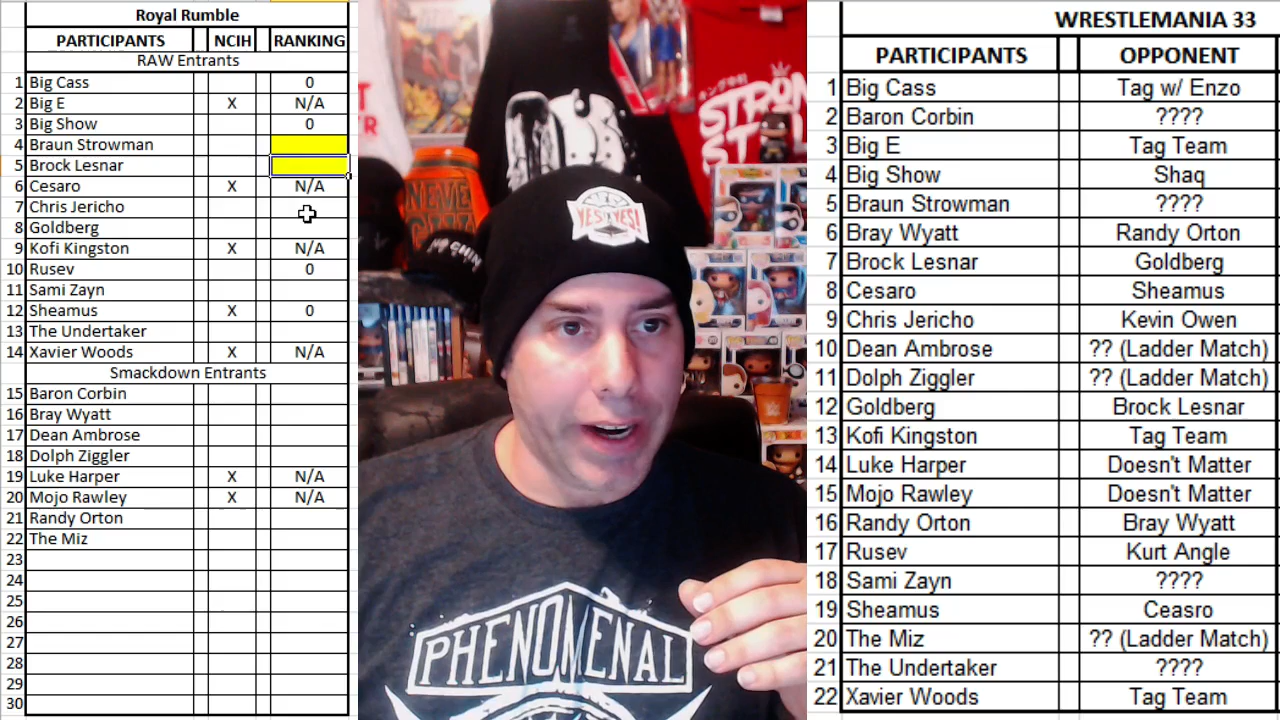 Royal Rumble
PARTICIPANTS NCIH RANKING
RAW Entrants
1 Big Cass 0
2 Big E X N/A
3 Big Show 0
4 Braun Strowman
5 Brock Lesnar
6 Cesaro X N/A
7 Chris Jericho
8 Goldberg
9 Kofi Kingston X N/A
10 Rusev 0
11 Sami Zayn
12 Sheamus X 0
13 The Undertaker
14 Xavier Woods X N/A
Smackdown Entrants
15 Baron Corbin
16 Bray Wyatt
17 Dean Ambrose
18 Dolph Ziggler
19 Luke Harper X N/A
20 Mojo Rawley X N/A
21 Randy Orton
22 The Miz
23
24
25
26
27
28
29
30
YES! YES!
PHENOMENAL
WRESTLEMANIA 33
PARTICIPANTS OPPONENT
1 Big Cass Tag w/ Enzo
2 Baron Corbin ????
3 Big E Tag Team
4 Big Show Shaq
5 Braun Strowman ????
6 Bray Wyatt Randy Orton
7 Brock Lesnar Goldberg
8 Cesaro Sheamus
9 Chris Jericho Kevin Owen
10 Dean Ambrose ?? (Ladder Match)
11 Dolph Ziggler ?? (Ladder Match)
12 Goldberg Brock Lesnar
13 Kofi Kingston Tag Team
14 Luke Harper Doesn't Matter
15 Mojo Rawley Doesn't Matter
16 Randy Orton Bray Wyatt
17 Rusev Kurt Angle
18 Sami Zayn ????
19 Sheamus Ceasro
20 The Miz ?? (Ladder Match)
21 The Undertaker ????
22 Xavier Woods Tag Team